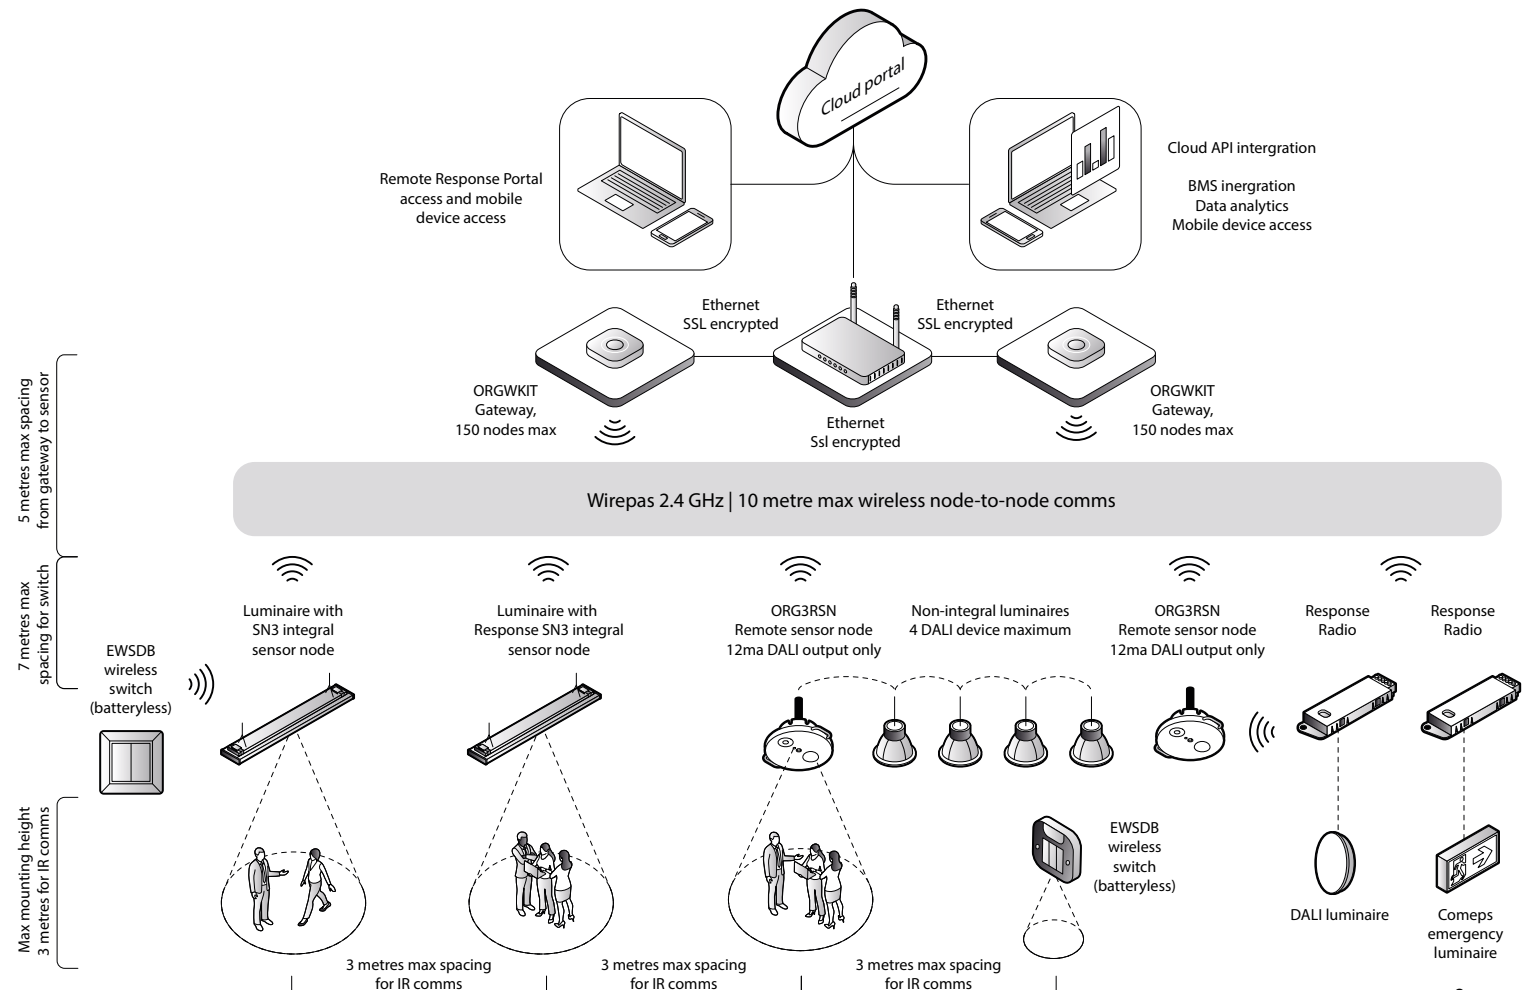 Cloud portal
Remote Response Portal
access and mobile
device access
Cloud API intergration
BMS inergration
Data analytics
Mobile device access
Ethernet
SSL encrypted
Ethernet
SSL encrypted
ORGWKIT
Gateway,
150 nodes max
Ethernet
Ssl encrypted
ORGWKIT
Gateway,
150 nodes max
5 metres max spacing
from gateway to sensor
Wirepas 2.4 GHz | 10 metre max wireless node-to-node comms
7 metres max
spacing for switch
EWSDB
wireless
switch
(batteryless)
Luminaire with
SN3 integral
sensor node
Luminaire with
Response SN3 integral
sensor node
ORG3RSN
Remote sensor node
12ma DALI output only
Non-integral luminaires
4 DALI device maximum
ORG3RSN
Remote sensor node
12ma DALI output only
Response
Radio
Response
Radio
Max mounting height
3 metres for IR comms
EWSDB
wireless
switch
(batteryless)
DALI luminaire
Comeps
emergency
luminaire
3 metres max spacing
for IR comms
3 metres max spacing
for IR comms
3 metres max spacing
for IR comms